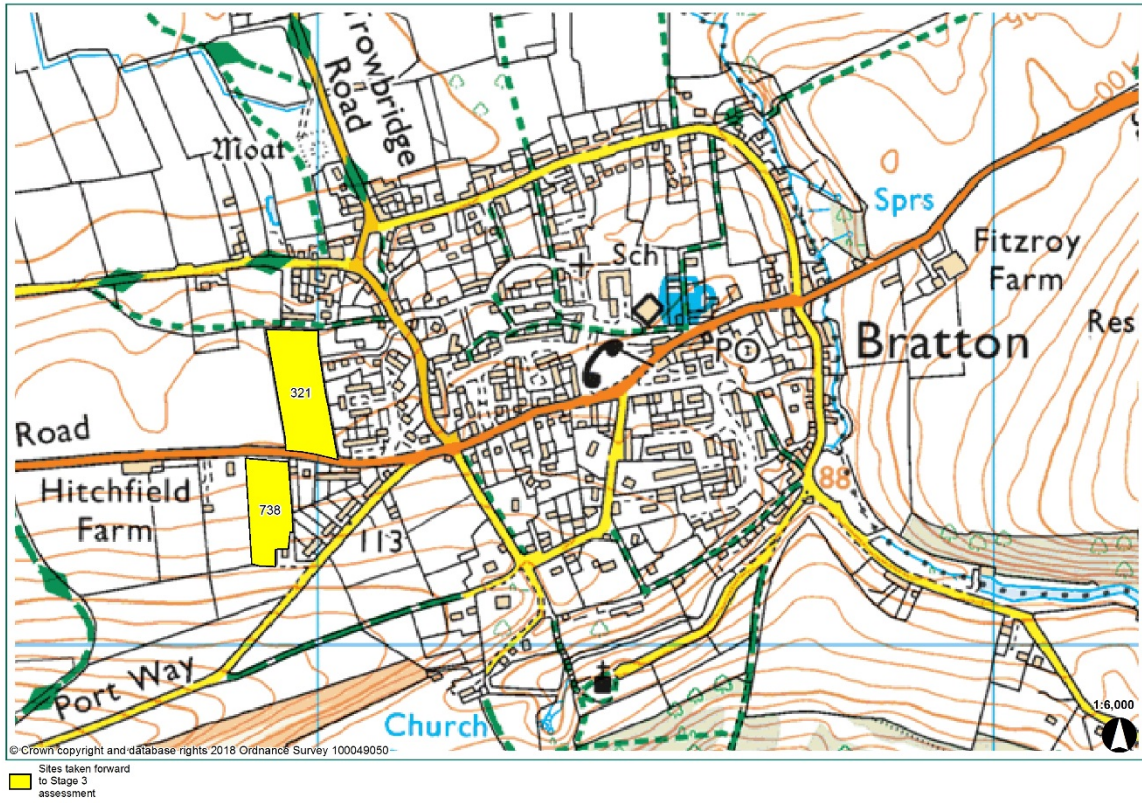 Trowbridge
Road
Moat
Sch
Sprs
Fitzroy
Farm
Res
Bratton
PO
321
Road
Hitchfield
Farm
738
113
88
Port Way
Church
100
1:6,000
© Crown copyright and database rights 2018 Ordnance Survey 100049050
Sites taken forward
to Stage 3
assessment